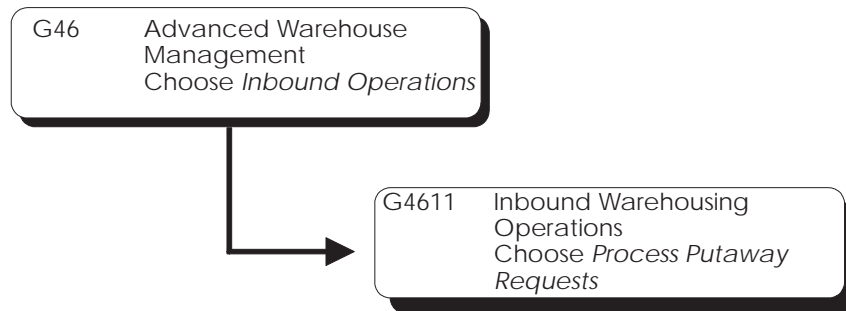 G46 Advanced Warehouse
Management
Choose Inbound Operations
G4611 Inbound Warehousing
Operations
Choose Process Putaway
Requests